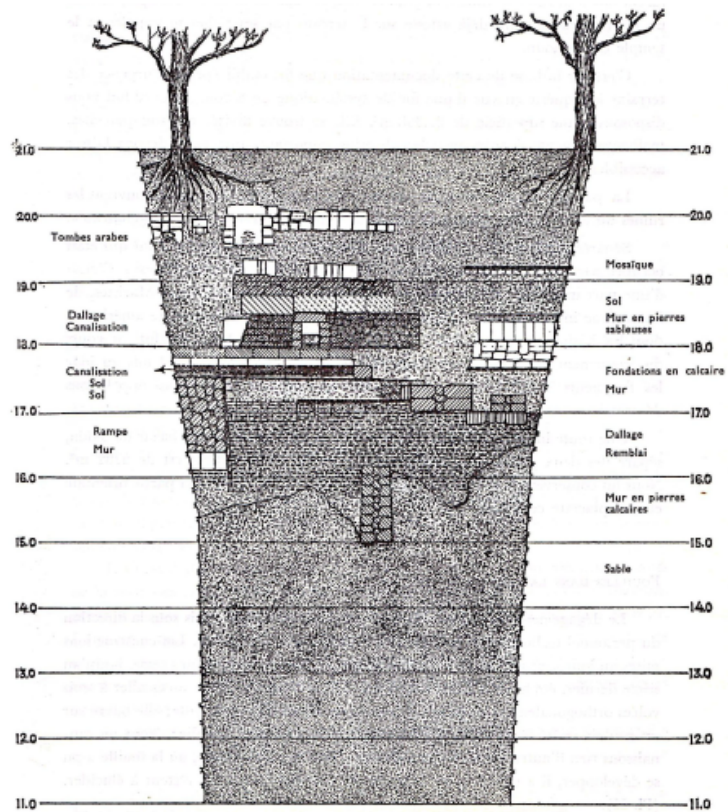 21.0
20.0
Tombes arabes
19.0
Dallage
Canalisation
18.0
Canalisation
Sol
Sol
17.0
Rampe
Mur
16.0
15.0
14.0
13.0
12.0
11.0
21.0
20.0
Mosaïque
19.0
Sol
Mur en pierres
sableuses
18.0
Fondations en calcaire
Mur
17.0
Dallage
Remblai
16.0
Mur en pierres
calcaires
15.0
Sable
14.0
13.0
12.0
11.0